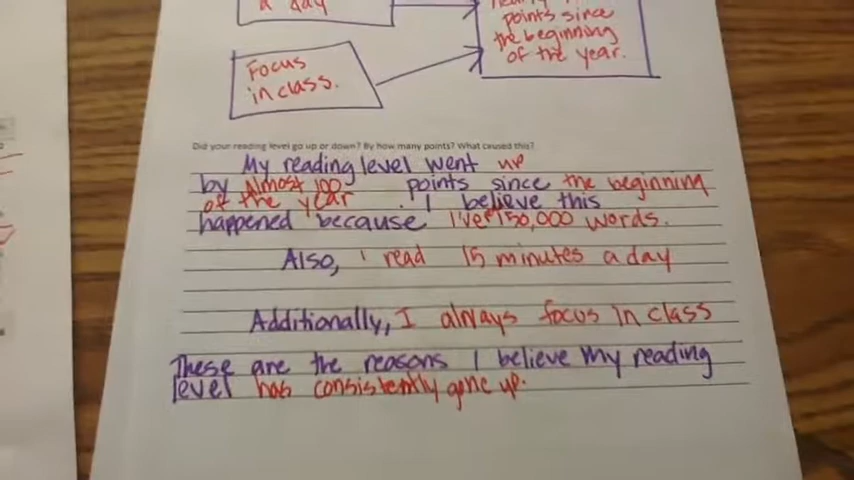 a day
points since
the beginning
of the year.
Focus
in class.
Did your reading level go up or down? By how many points? What caused this?
My reading level went up
by Almost 100 points since the beginning
of the year. I believe this
happened because I've 150,000 words.
Also, I read 15 minutes a day
Additionally, I always focus in class
These are the reasons I believe my reading
level has consistently gone up.